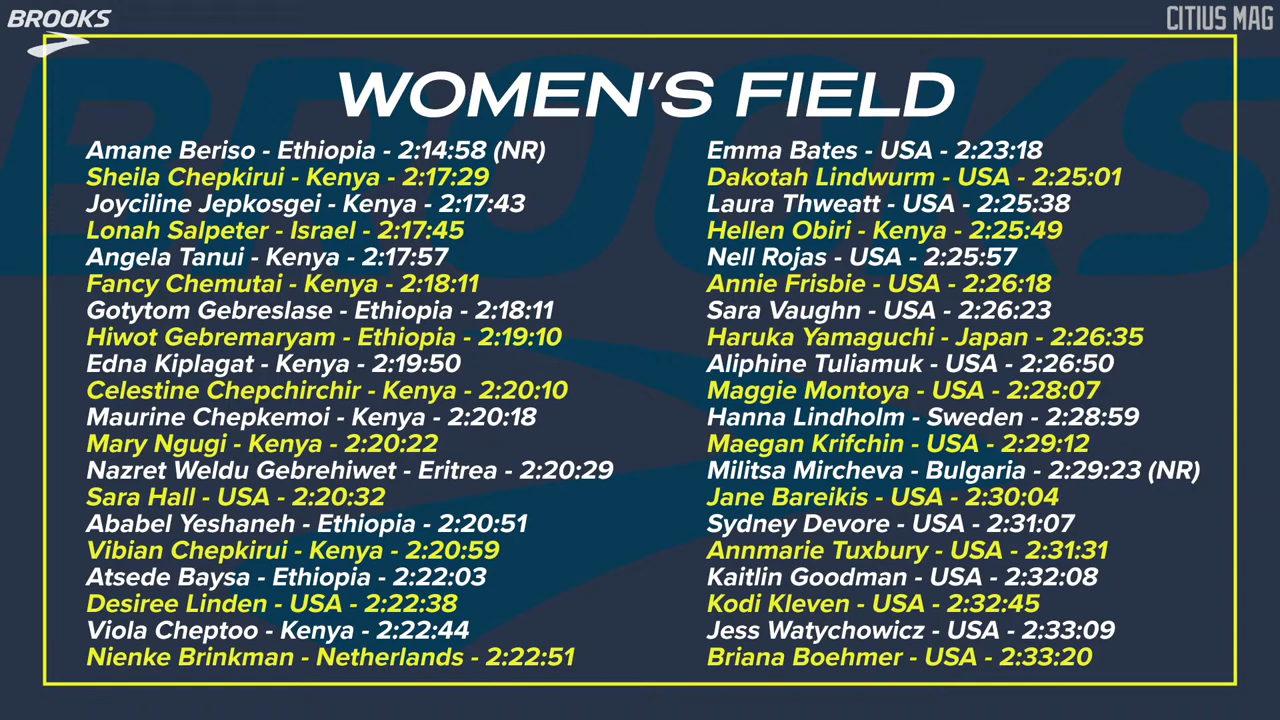 BROOKS
CITIUS MAG
WOMEN'S FIELD
Amane Beriso - Ethiopia - 2:14:58 (NR)
Sheila Chepkirui - Kenya - 2:17:29
Joyciline Jepkosgei - Kenya - 2:17:43
Lonah Salpeter - Israel - 2:17:45
Angela Tanui - Kenya - 2:17:57
Fancy Chemutai - Kenya - 2:18:11
Gotytom Gebreslase - Ethiopia - 2:18:11
Hiwot Gebremaryam - Ethiopia - 2:19:10
Edna Kiplagat - Kenya - 2:19:50
Celestine Chepchirchir - Kenya - 2:20:10
Maurine Chepkemoi - Kenya - 2:20:18
Mary Ngugi - Kenya - 2:20:22
Nazret Weldu Gebrehiwet - Eritrea - 2:20:29
Sara Hall - USA - 2:20:32
Ababel Yeshaneh - Ethiopia - 2:20:51
Vibian Chepkirui - Kenya - 2:20:59
Atsede Baysa - Ethiopia - 2:22:03
Desiree Linden - USA - 2:22:38
Viola Cheptoo - Kenya - 2:22:44
Nienke Brinkman - Netherlands - 2:22:51
Emma Bates - USA - 2:23:18
Dakotah Lindwurm - USA - 2:25:01
Laura Thweatt - USA - 2:25:38
Hellen Obiri - Kenya - 2:25:49
Nell Rojas - USA - 2:25:57
Annie Frisbie - USA - 2:26:18
Sara Vaughn - USA - 2:26:23
Haruka Yamaguchi - Japan - 2:26:35
Aliphine Tuliamuk - USA - 2:26:50
Maggie Montoya - USA - 2:28:07
Hanna Lindholm - Sweden - 2:28:59
Maegan Krifchin - USA - 2:29:12
Militsa Mircheva - Bulgaria - 2:29:23 (NR)
Jane Bareikis - USA - 2:30:04
Sydney Devore - USA - 2:31:07
Annmarie Tuxbury - USA - 2:31:31
Kaitlin Goodman - USA - 2:32:08
Kodi Kleven - USA - 2:32:45
Jess Watychowicz - USA - 2:33:09
Briana Boehmer - USA - 2:33:20
BROOKS